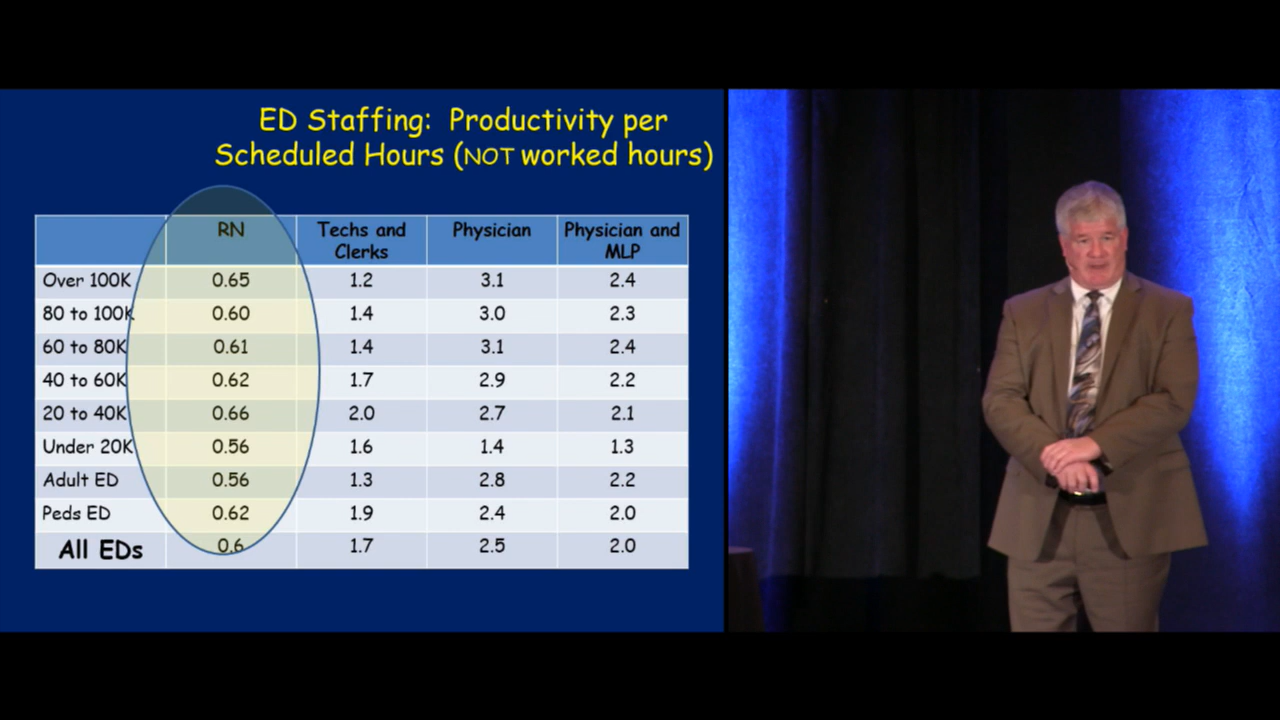 ED Staffing: Productivity per
Scheduled Hours (NOT worked hours)
RN Techs and Clerks Physician Physician and MLP
Over 100K 0.65 1.2 3.1 2.4
80 to 100K 0.60 1.4 3.0 2.3
60 to 80K 0.61 1.4 3.1 2.4
40 to 60K 0.62 1.7 2.9 2.2
20 to 40K 0.66 2.0 2.7 2.1
Under 20K 0.56 1.6 1.4 1.3
Adult ED 0.56 1.3 2.8 2.2
Peds ED 0.62 1.9 2.4 2.0
All EDs 0.6 1.7 2.5 2.0